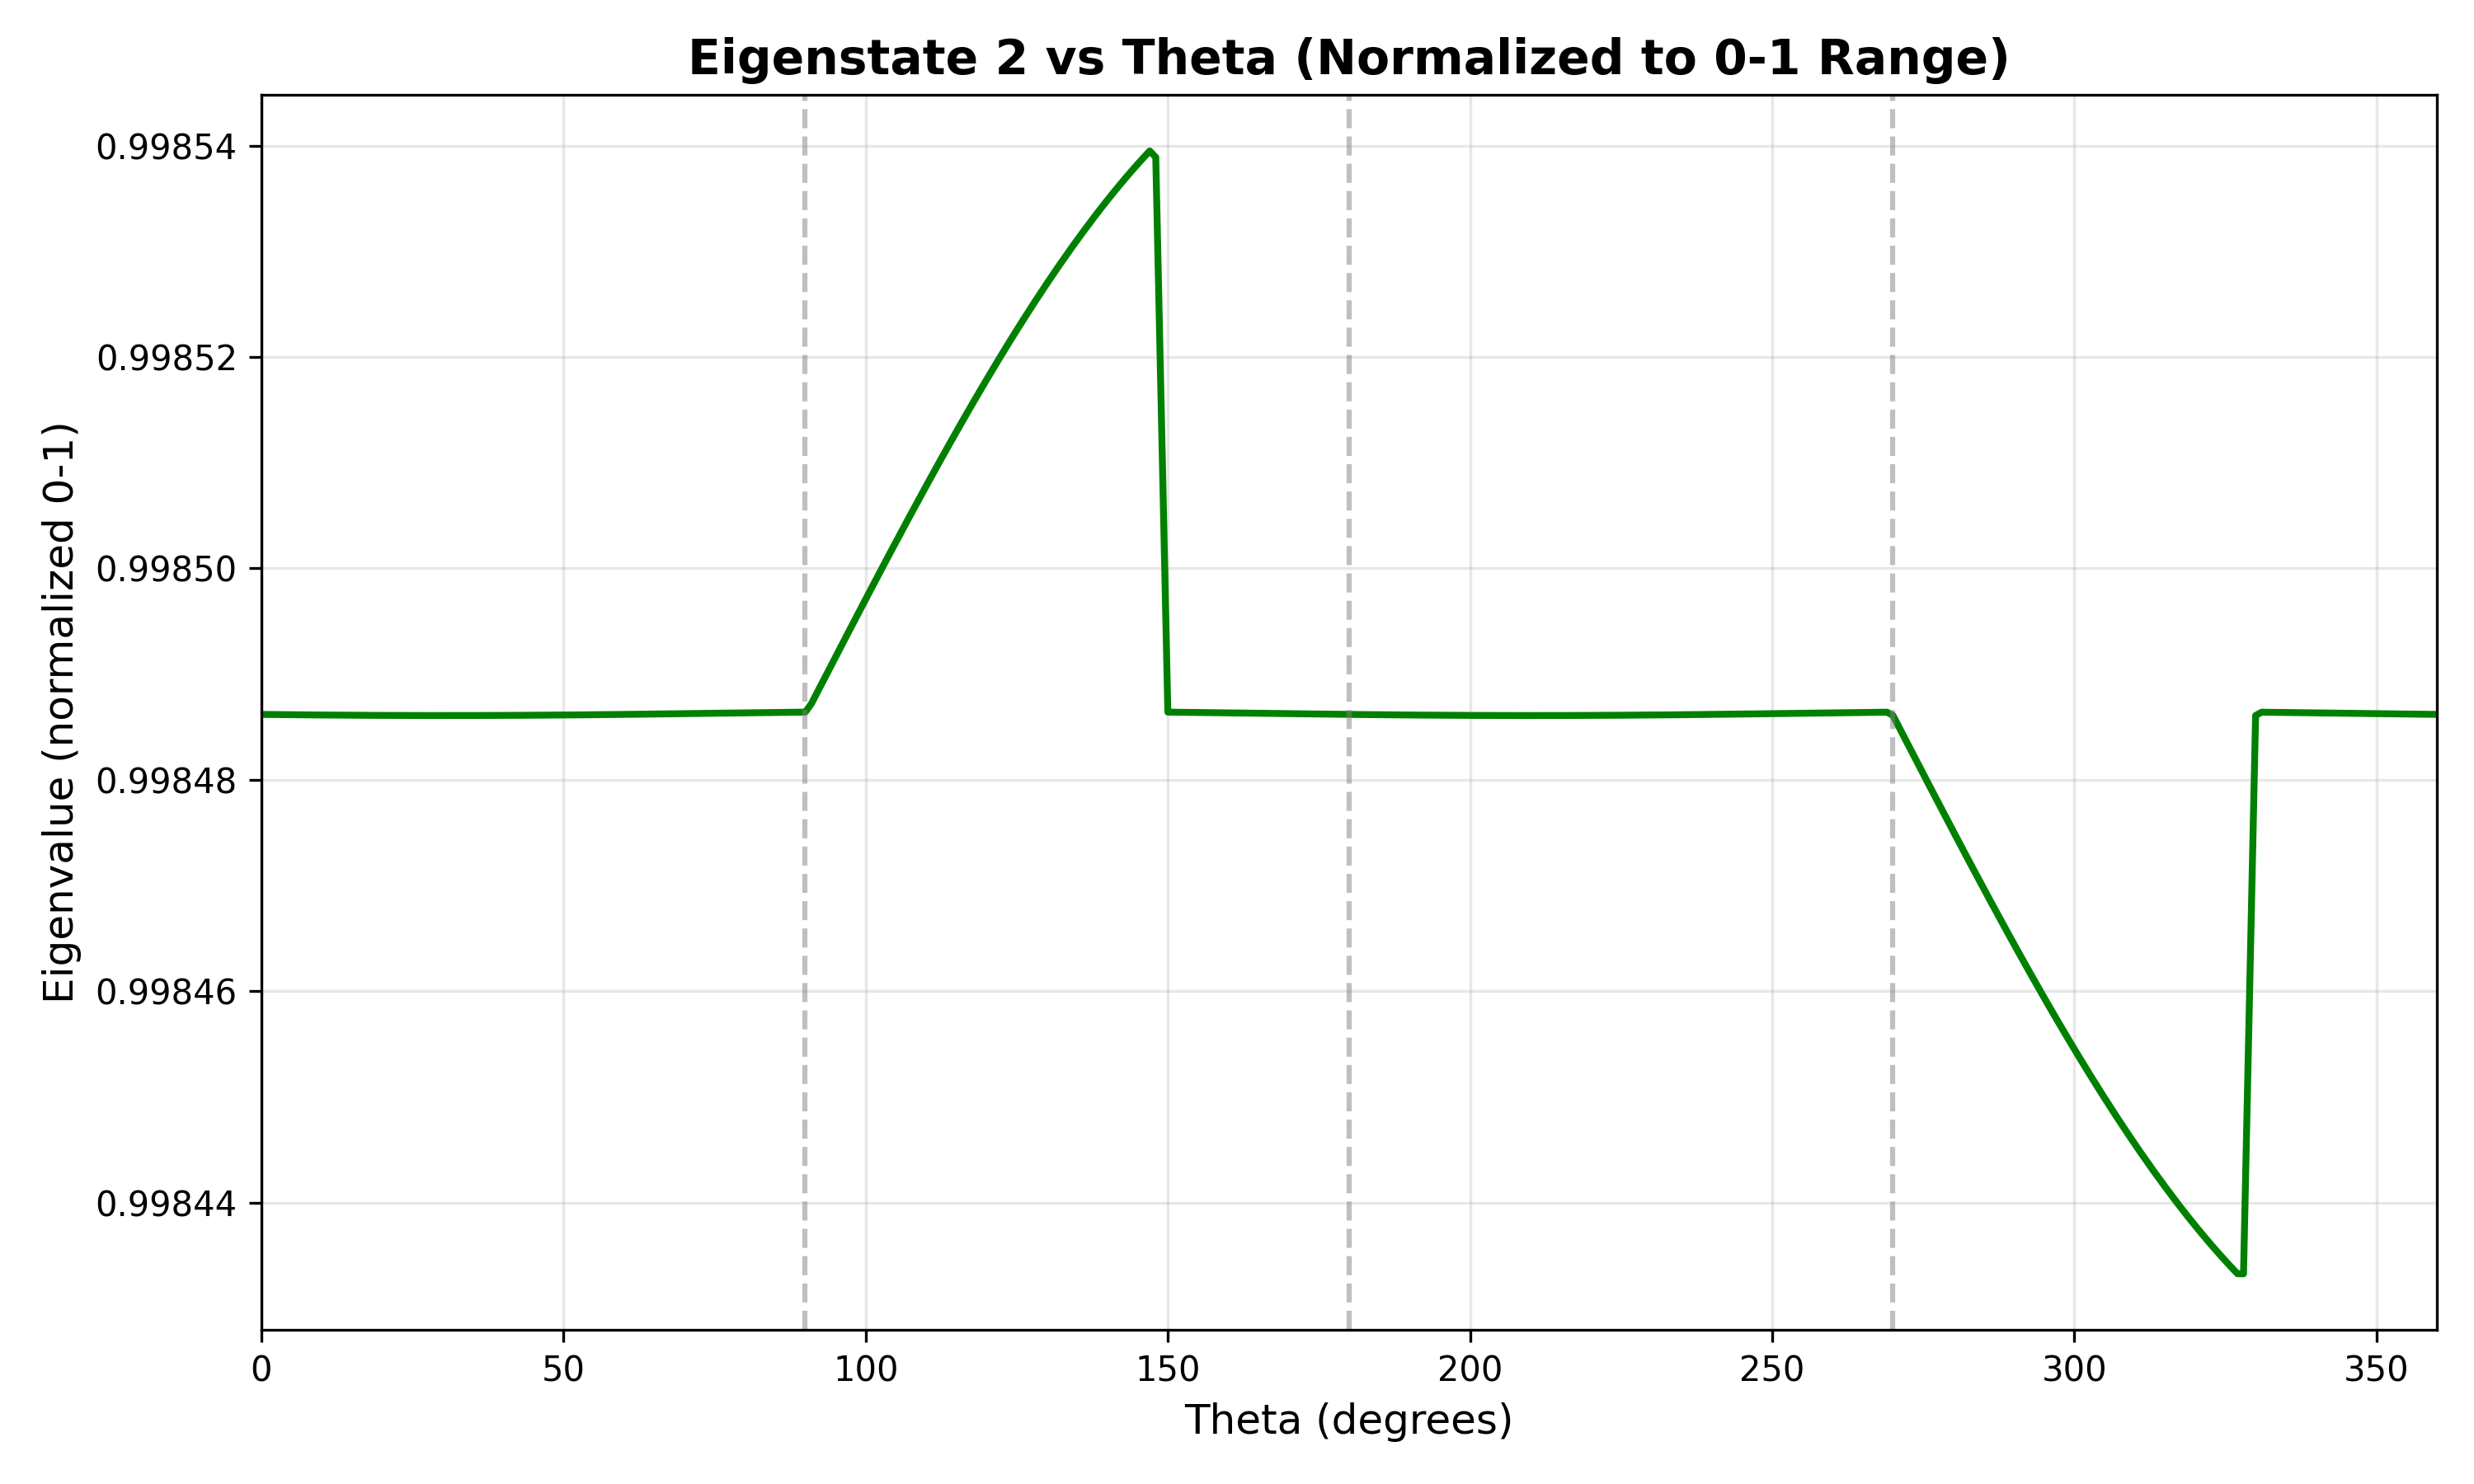 Eigenstate 2 vs Theta (Normalized to 0-1 Range)
Eigenvalue (normalized 0-1)
0.99854
0.99852
0.99850
0.99848
0.99846
0.99844
0 50 100 150 200 250 300 350
Theta (degrees)